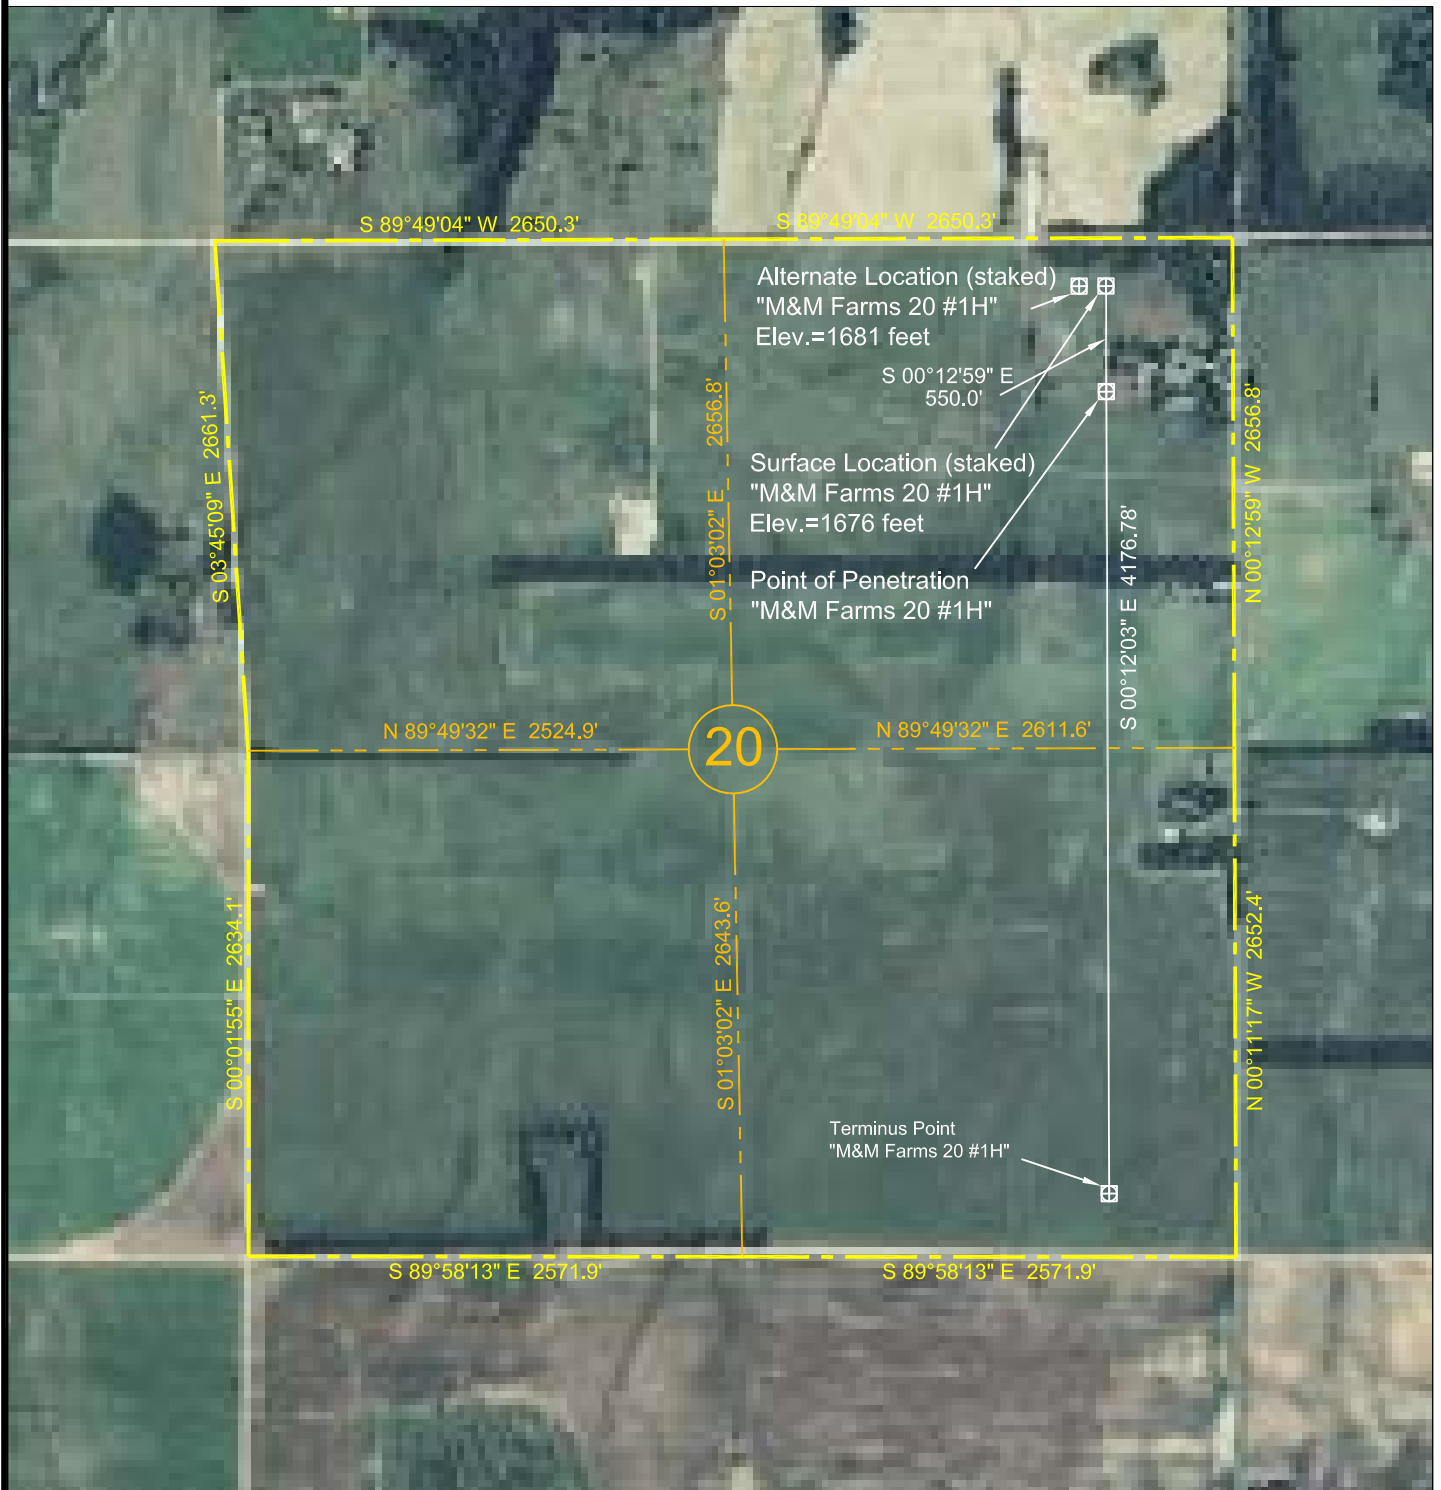 S 89°49'04" W 2650.3'
S 89°49'04" W 2650.3'
Alternate Location (staked)
"M&M Farms 20 #1H"
Elev.=1681 feet
S 00°12'59" E
550.0'
Surface Location (staked)
"M&M Farms 20 #1H"
Elev.=1676 feet
Point of Penetration
"M&M Farms 20 #1H"
S 03°45'09" E 2661.3'
S 01°03'02" E 2656.8'
S 00°12'03" E 4176.78'
N 00°12'59" W 2656.8'
N 89°49'32" E 2524.9'
20
N 89°49'32" E 2611.6'
S 00°01'55" E 2634.1'
S 01°03'02" E 2643.6'
N 00°11'17" W 2652.4'
Terminus Point
"M&M Farms 20 #1H"
S 89°58'13" E 2571.9'
S 89°58'13" E 2571.9'